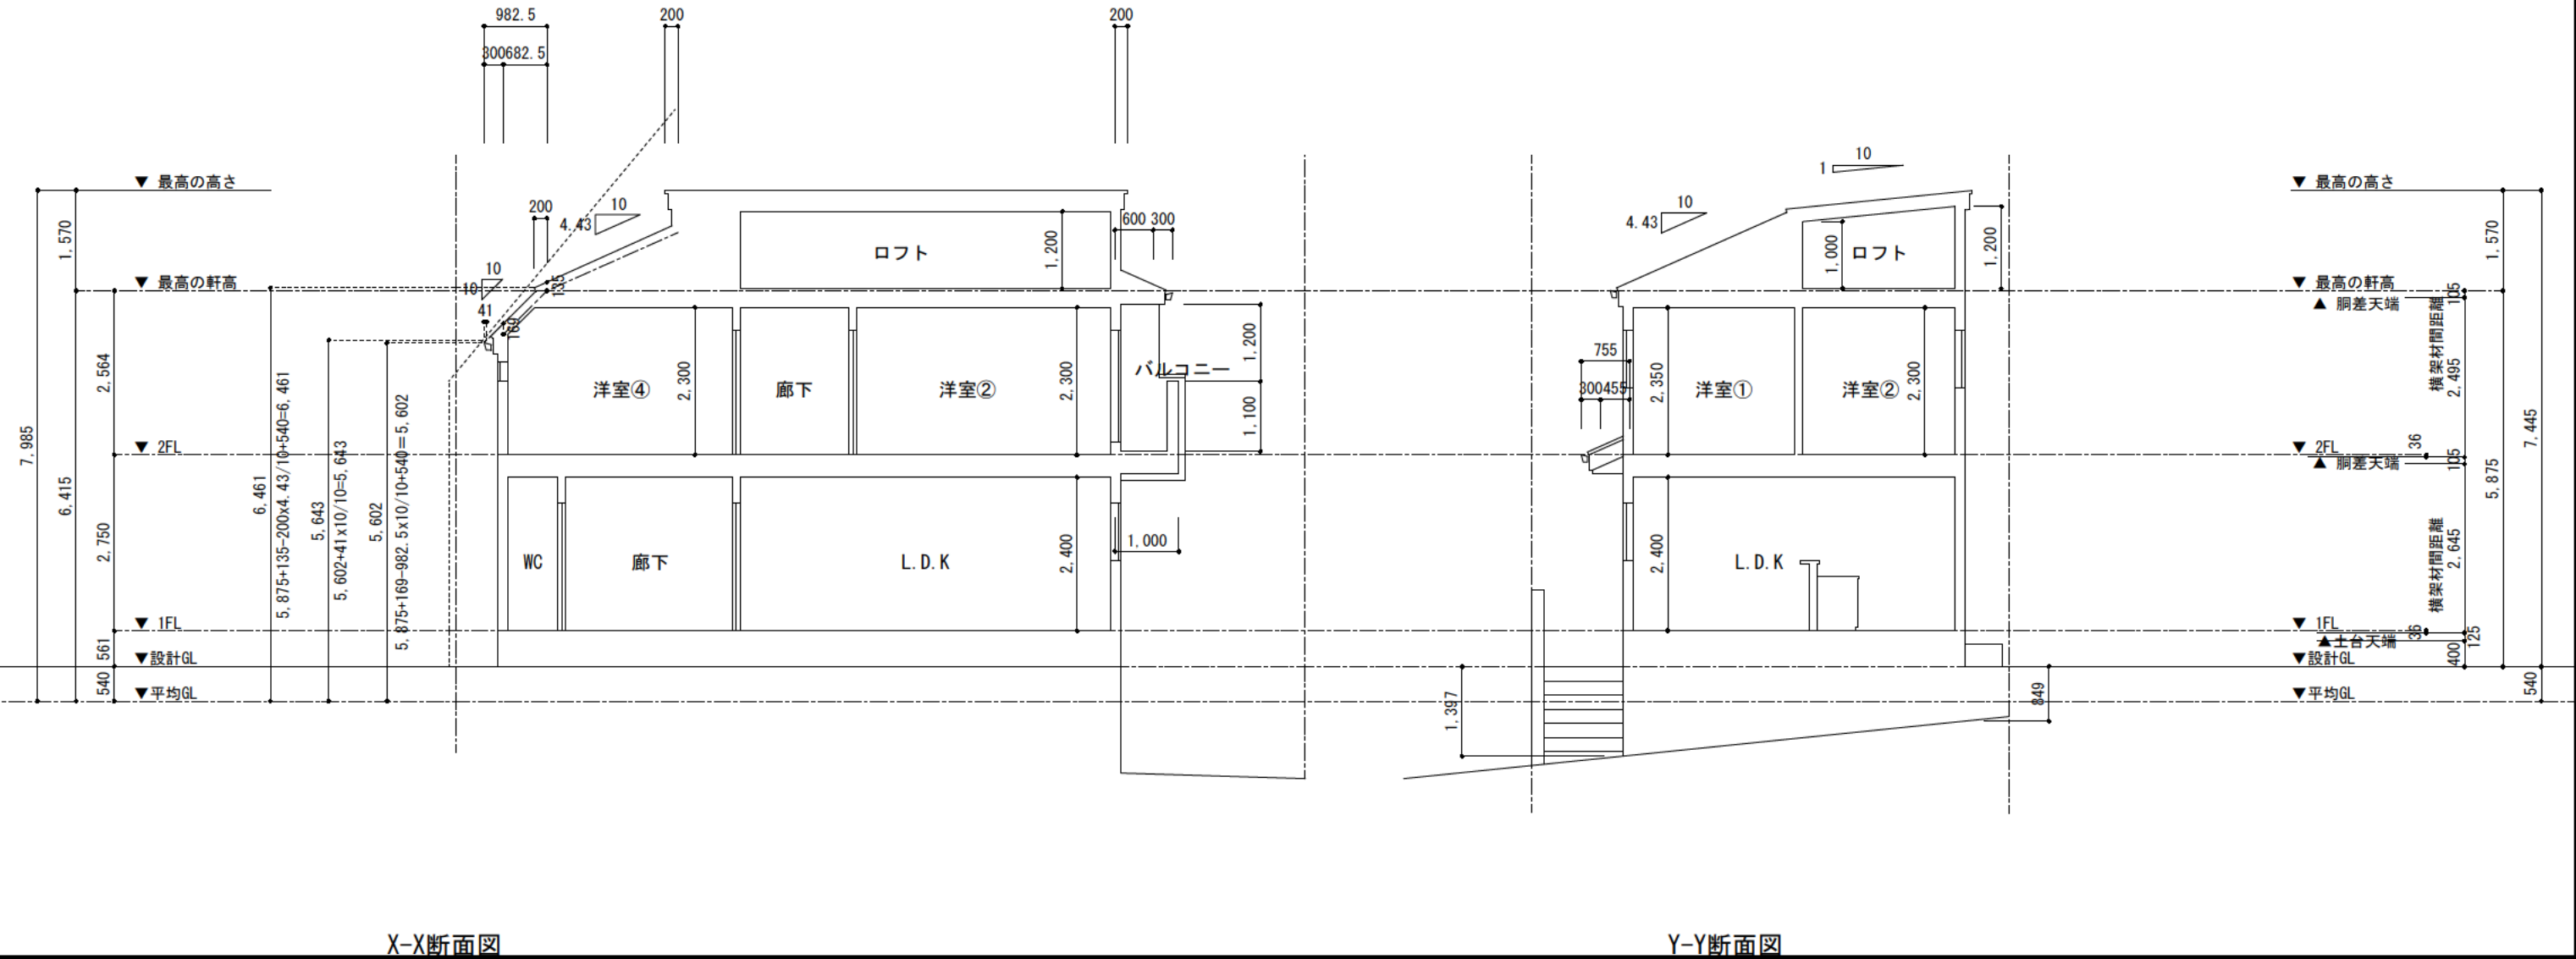 982.5
300682.5
200
200
▼ 最高の高さ
▼ 最高の軒高
▼ 2FL
▼ 1FL
▼設計GL
▼平均GL
7,985
1,570
6,415
2,564
2,750
561
540
6,461
5,875+135-200x4.43/10+540=6,461
5,643
5,602+41x10/10=5,643
5,602
5,875+169-982.5x10/10+540=5,602
200
10
4.43
10
10
41
135
169
ロフト
1,200
600 300
洋室④
2,300
廊下
洋室②
2,300
バルコニー
1,200
1,100
WC
廊下
L.D.K
2,400
1,000
X-X断面図
10
1
10
4.43
1,000
ロフト
1,200
755
300455
2,350
洋室①
洋室②
2,300
2,400
L.D.K
1,397
849
Y-Y断面図
▼ 最高の高さ
▼ 最高の軒高
▲ 胴差天端
▼ 2FL
▲ 胴差天端
▼ 1FL
▲土台天端
▼設計GL
▼平均GL
105
横架材間距離
2,495
36
105
横架材間距離
2,645
36
125
400
1,570
5,875
7,445
540